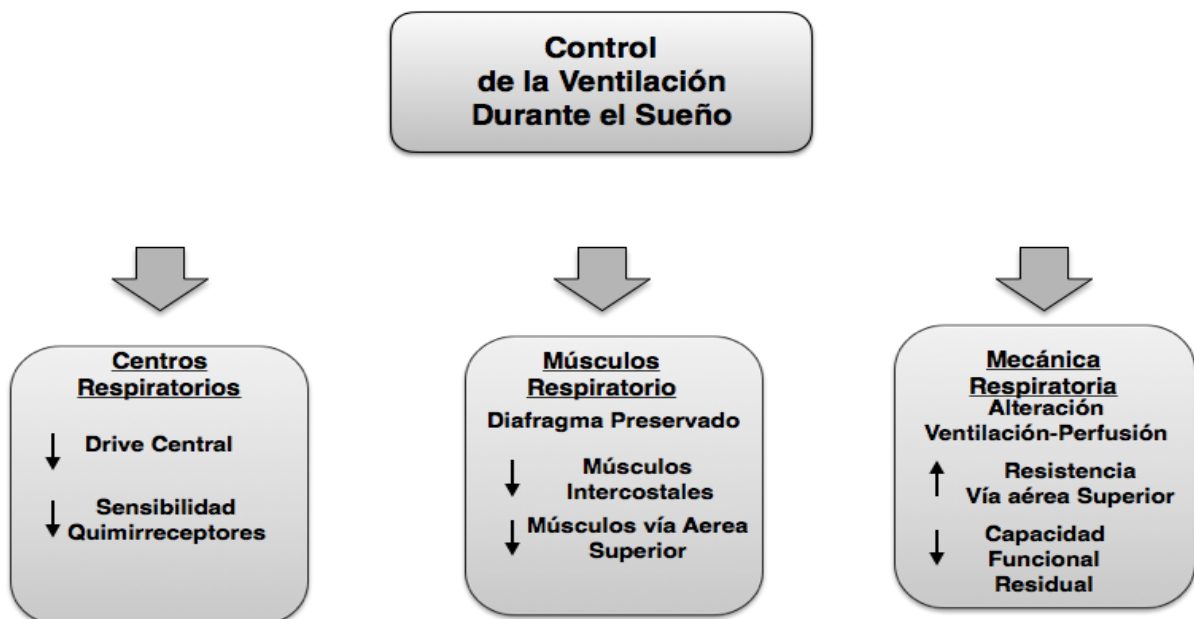 Control
de la Ventilación
Durante el Sueño
Centros
Respiratorios
Drive Central
Sensibilidad
Quimirreceptores
Músculos
Respiratorio
Diafragma Preservado
Músculos
Intercostales
Músculos vía Aerea
Superior
Mecánica
Respiratoria
Alteración
Ventilación-Perfusión
Resistencia
Vía aérea Superior
Capacidad
Funcional
Residual